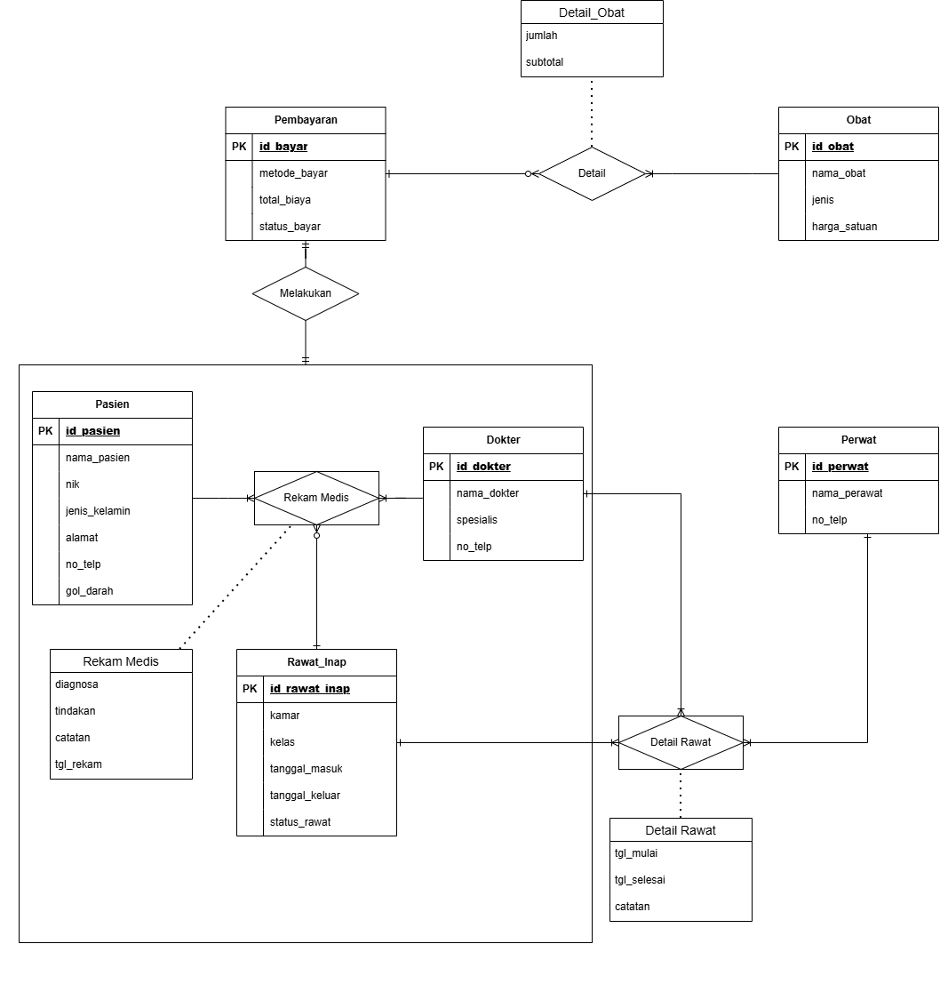 Detail_Obat
jumlah
subtotal
Pembayaran
PK id_bayar
metode_bayar
total_biaya
status_bayar
Detail
Obat
PK id_obat
nama_obat
jenis
harga_satuan
Melakukan
Pasien
PK id_pasien
nama_pasien
nik
jenis_kelamin
alamat
no_telp
gol_darah
Rekam Medis
Dokter
PK id_dokter
nama_dokter
spesialis
no_telp
Perwat
PK id_perwat
nama_perawat
no_telp
Rekam Medis
diagnosa
tindakan
catatan
tgl_rekam
Rawat_Inap
PK id_rawat_inap
kamar
kelas
tanggal_masuk
tanggal_keluar
status_rawat
Detail Rawat
Detail Rawat
tgl_mulai
tgl_selesai
catatan